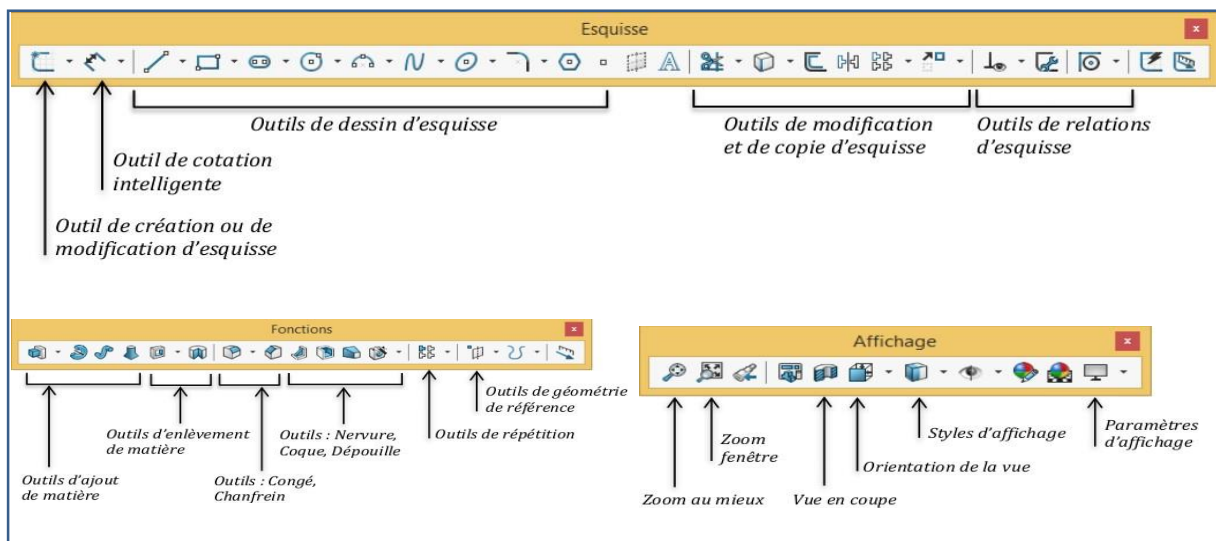 Esquisse
Outils de dessin d'esquisse
Outils de modification
et de copie d'esquisse
Outils de relations
d'esquisse
Outil de cotation
intelligente
Outil de création ou de
modification d'esquisse
Fonctions
Outils d'ajout
de matière
Outils d'enlèvement
de matière
Outils : Congé,
Chanfrein
Outils : Nervure,
Coque, Dépouille
Outils de répétition
Outils de géométrie
de référence
Affichage
Zoom au mieux
Zoom
fenêtre
Vue en coupe
Orientation de la vue
Styles d'affichage
Paramètres
d'affichage